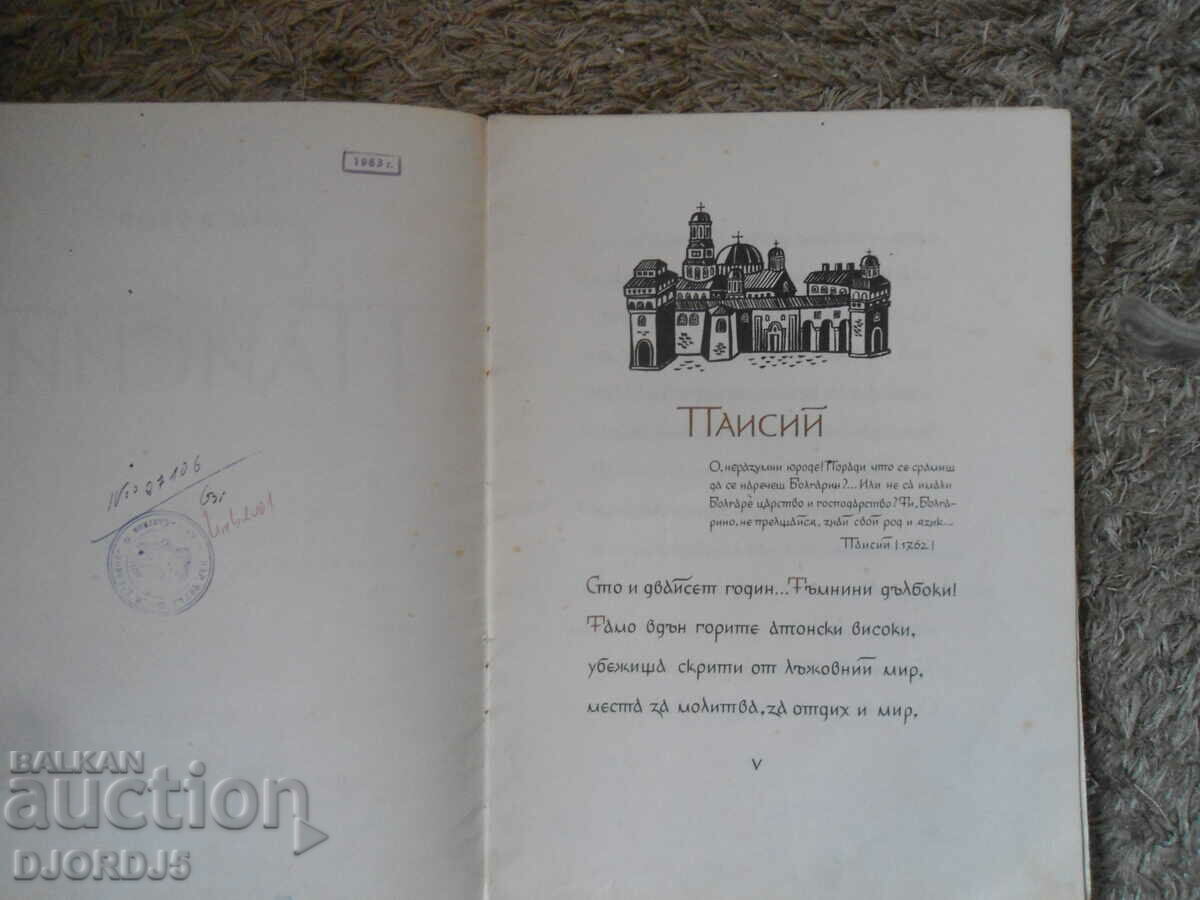 1963 г.
№ 27106
ПАИСИЙ
О, неразумни юроде! Поради что се срамиш
да се наречеш Болгарин?... Или не са имали
Болгаре царство и господарство? Ти, Болга-
рино, не прелщайся, знай свой род и язик...
Паисий | 1762 |
Сто и двайсет годин... Тъмнини дълбоки!
Тамо вдън горите атонски високи,
убежища скрити от лъжовний мир,
места за молитва, за отдих и мир,
V
BALKAN
auction
DJORDJ5